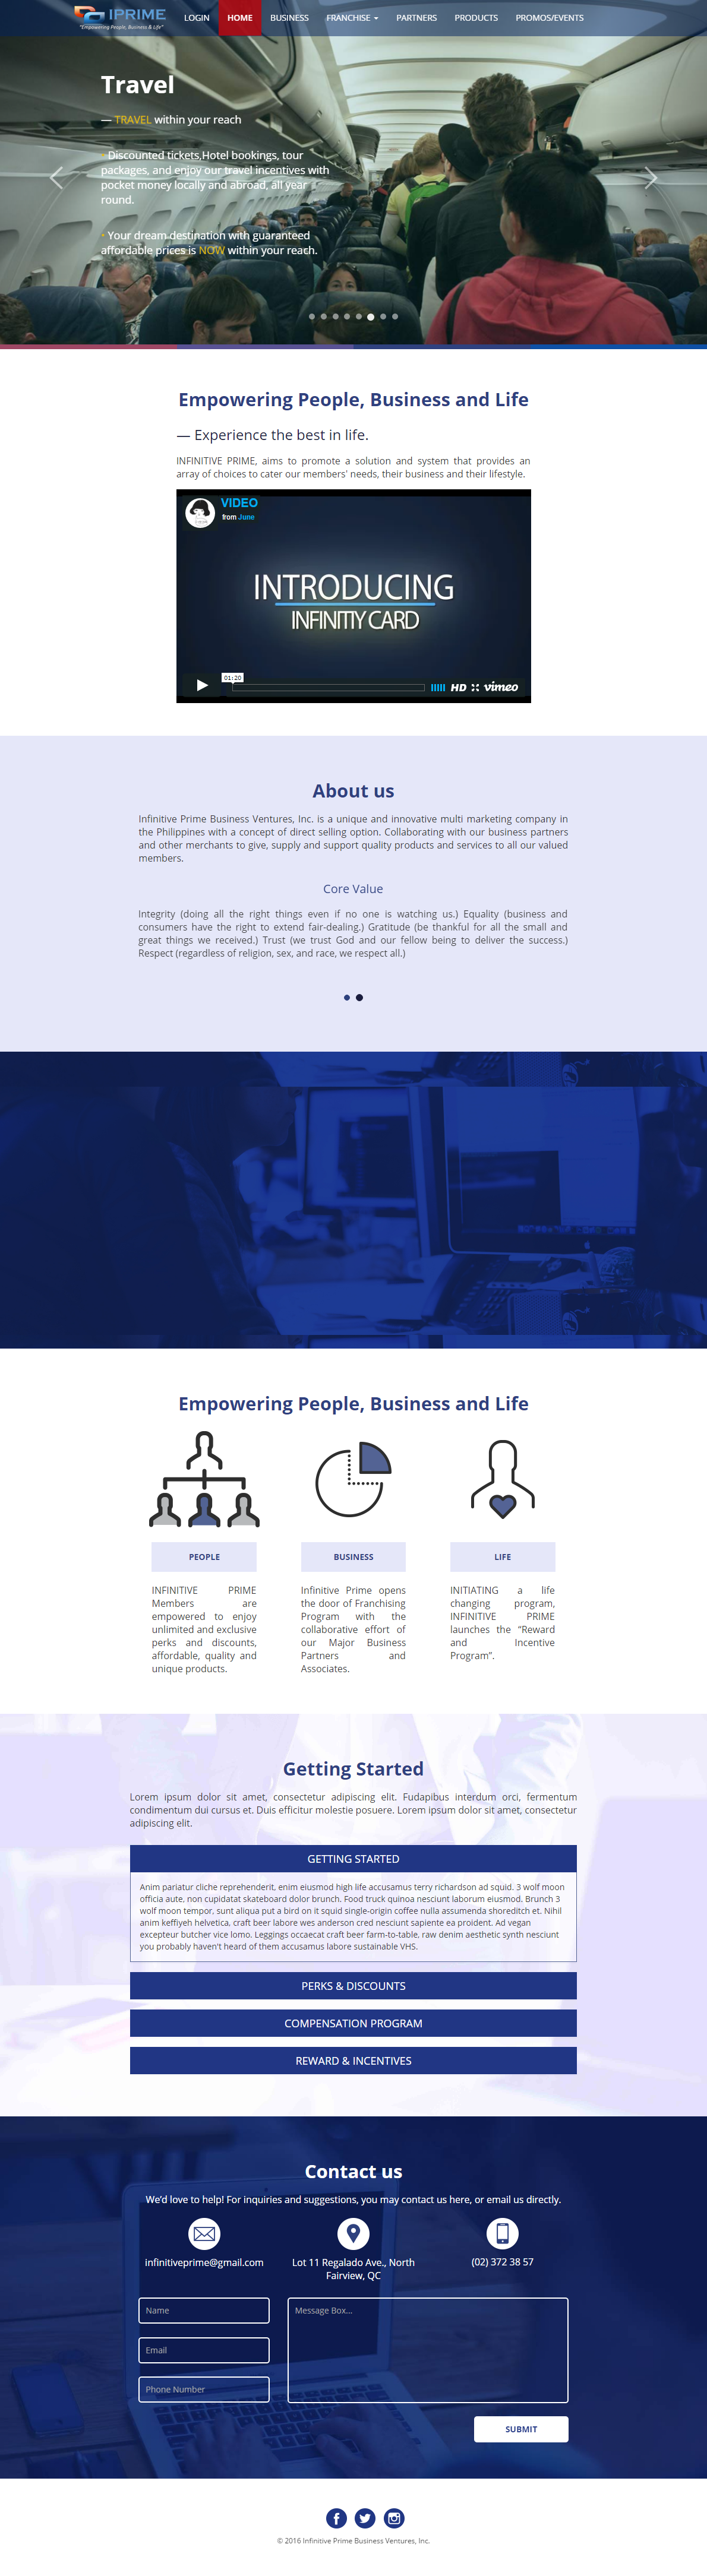 IPRIME
"Empowering People, Business & Life"
LOGIN HOME BUSINESS FRANCHISE PARTNERS PRODUCTS PROMOS/EVENTS
Travel
— TRAVEL within your reach
· Discounted tickets,Hotel bookings, tour
packages, and enjoy our travel incentives with
pocket money locally and abroad, all year
round.
· Your dream destination with guaranteed
affordable prices is NOW within your reach.
Empowering People, Business and Life
— Experience the best in life.
INFINITIVE PRIME, aims to promote a solution and system that provides an
array of choices to cater our members' needs, their business and their lifestyle.
VIDEO
from June
INTRODUCING
INFINITIY CARD
01:20
HD vimeo
About us
Infinitive Prime Business Ventures, Inc. is a unique and innovative multi marketing company in
the Philippines with a concept of direct selling option. Collaborating with our business partners
and other merchants to give, supply and support quality products and services to all our valued
members.
Core Value
Integrity (doing all the right things even if no one is watching us.) Equality (business and
consumers have the right to extend fair-dealing.) Gratitude (be thankful for all the small and
great things we received.) Trust (we trust God and our fellow being to deliver the success.)
Respect (regardless of religion, sex, and race, we respect all.)
Empowering People, Business and Life
PEOPLE
INFINITIVE PRIME
Members are
empowered to enjoy
unlimited and exclusive
perks and discounts,
affordable, quality and
unique products.
BUSINESS
Infinitive Prime opens
the door of Franchising
Program with the
collaborative effort of
our Major Business
Partners and
Associates.
LIFE
INITIATING a life
changing program,
INFINITIVE PRIME
launches the "Reward
and Incentive
Program".
Getting Started
Lorem ipsum dolor sit amet, consectetur adipiscing elit. Fudapibus interdum orci, fermentum
condimentum dui cursus et. Duis efficitur molestie posuere. Lorem ipsum dolor sit amet, consectetur
adipiscing elit.
GETTING STARTED
Anim pariatur cliche reprehenderit, enim eiusmod high life accusamus terry richardson ad squid. 3 wolf moon
officia aute, non cupidatat skateboard dolor brunch. Food truck quinoa nesciunt laborum eiusmod. Brunch 3
wolf moon tempor, sunt aliqua put a bird on it squid single-origin coffee nulla assumenda shoreditch et. Nihil
anim keffiyeh helvetica, craft beer labore wes anderson cred nesciunt sapiente ea proident. Ad vegan
excepteur butcher vice lomo. Leggings occaecat craft beer farm-to-table, raw denim aesthetic synth nesciunt
you probably haven't heard of them accusamus labore sustainable VHS.
PERKS & DISCOUNTS
COMPENSATION PROGRAM
REWARD & INCENTIVES
Contact us
We'd love to help! For inquiries and suggestions, you may contact us here, or email us directly.
infinitiveprime@gmail.com
Lot 11 Regalado Ave., North
Fairview, QC
(02) 372 38 57
Name
Email
Phone Number
Message Box...
SUBMIT
© 2016 Infinitive Prime Business Ventures, Inc.